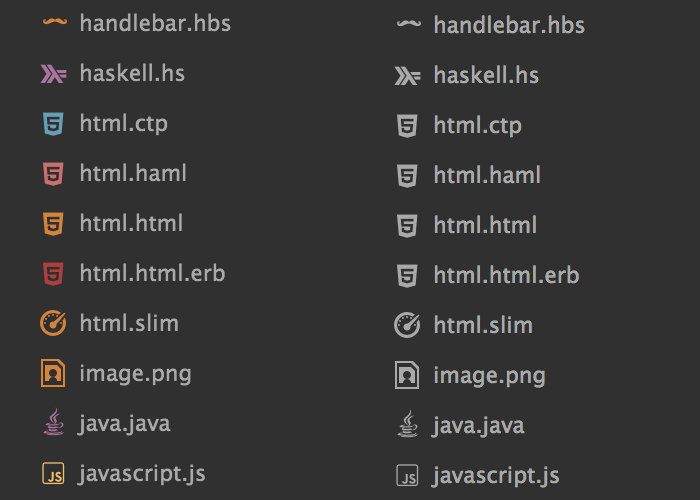 handlebar.hbs
haskell.hs
html.ctp
html.haml
html.html
html.html.erb
html.slim
image.png
java.java
JS javascript.js
handlebar.hbs
haskell.hs
html.ctp
html.haml
html.html
html.html.erb
html.slim
image.png
java.java
JS javascript.js